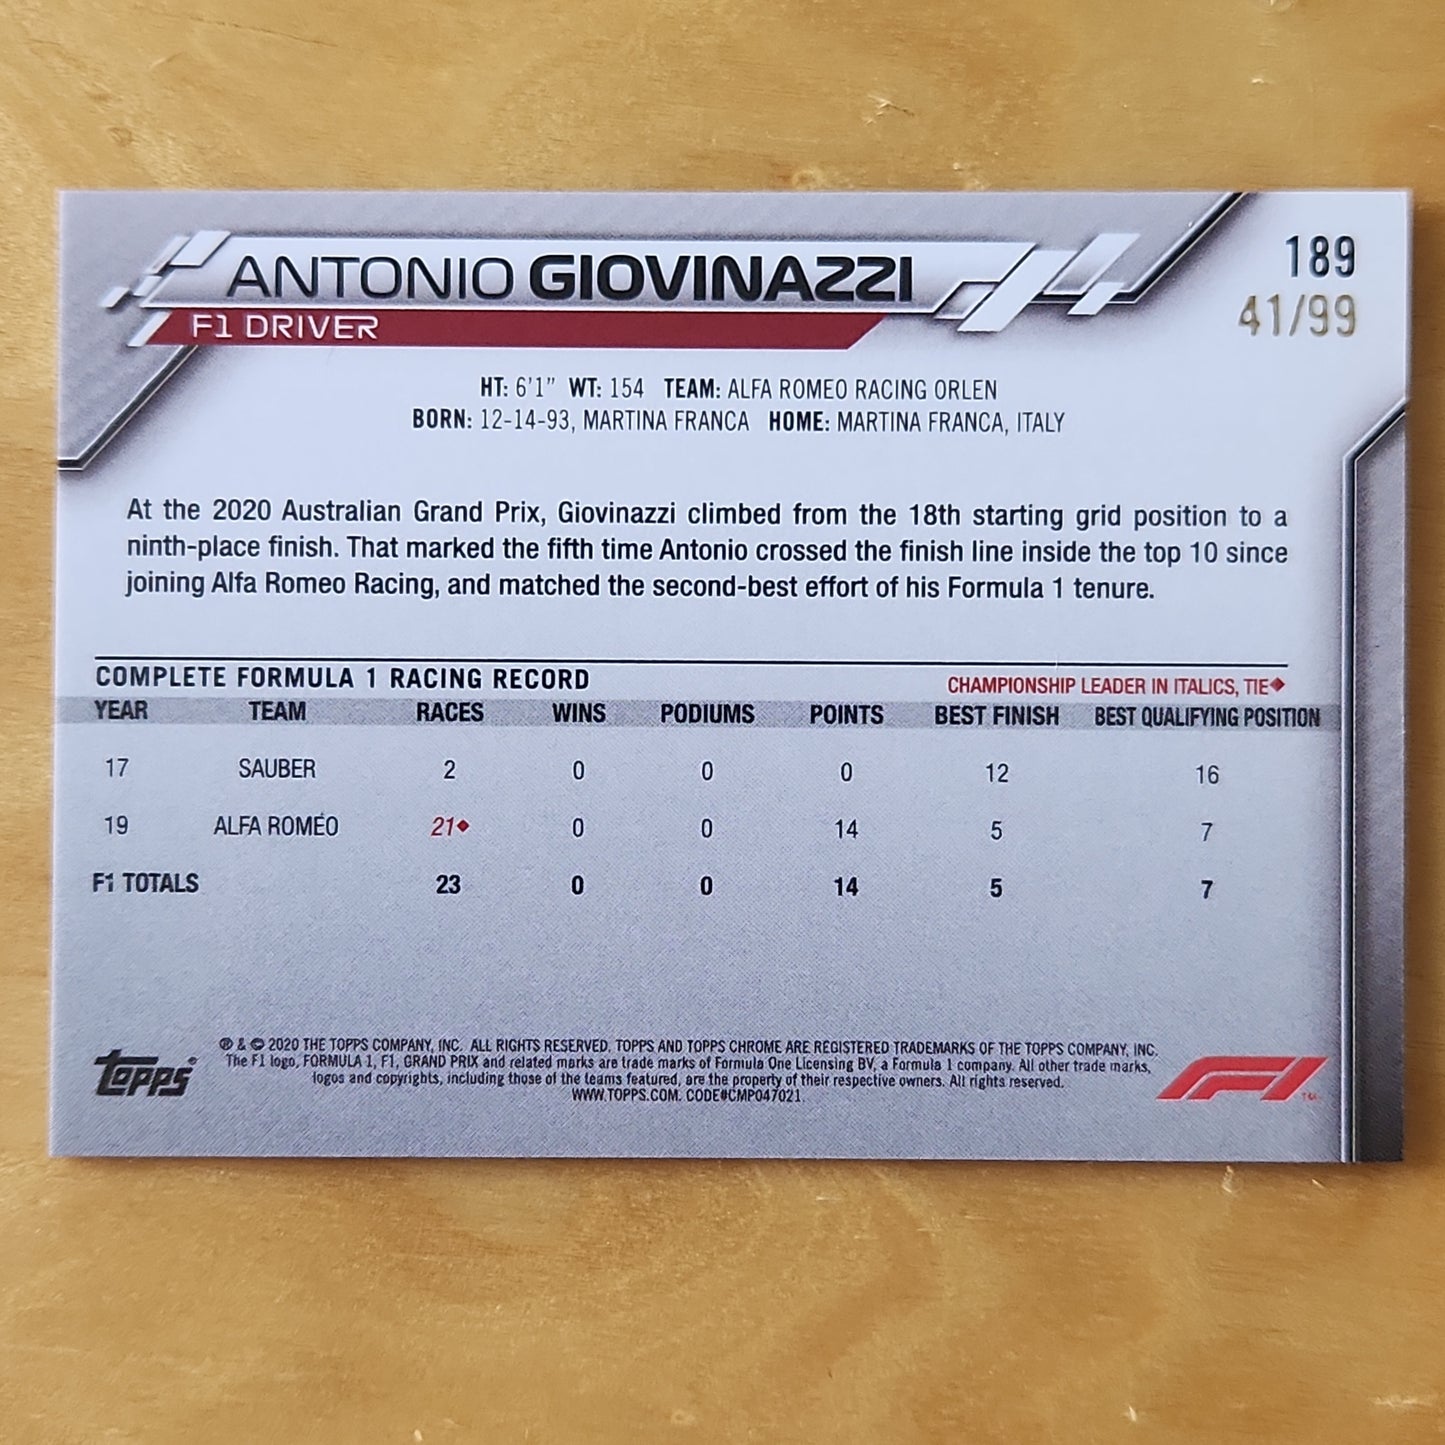 ANTONIO GIOVINAZZI
189
41/99
F1 DRIVER
HT: 6'1" WT: 154 TEAM: ALFA ROMEO RACING ORLEN
BORN: 12-14-93, MARTINA FRANCA HOME: MARTINA FRANCA, ITALY
At the 2020 Australian Grand Prix, Giovinazzi climbed from the 18th starting grid position to a
ninth-place finish. That marked the fifth time Antonio crossed the finish line inside the top 10 since
joining Alfa Romeo Racing, and matched the second-best effort of his Formula 1 tenure.
COMPLETE FORMULA 1 RACING RECORD CHAMPIONSHIP LEADER IN ITALICS, TIE♦
YEAR TEAM RACES WINS PODIUMS POINTS BEST FINISH BEST QUALIFYING POSITION
17 SAUBER 2 0 0 0 12 16
19 ALFA ROMEO 21♦ 0 0 14 5 7
F1 TOTALS 23 0 0 14 5 7
® & © 2020 THE TOPPS COMPANY, INC. ALL RIGHTS RESERVED. TOPPS AND TOPPS CHROME ARE REGISTERED TRADEMARKS OF THE TOPPS COMPANY, INC.
The F1 logo, FORMULA 1, F1, GRAND PRIX and related marks are trade marks of Formula One Licensing BV, a Formula 1 company. All other trade marks,
logos and copyrights, including those of the teams featured, are the property of their respective owners. All rights reserved.
WWW.TOPPS.COM. CODE#CMP047021
Topps®
F1™